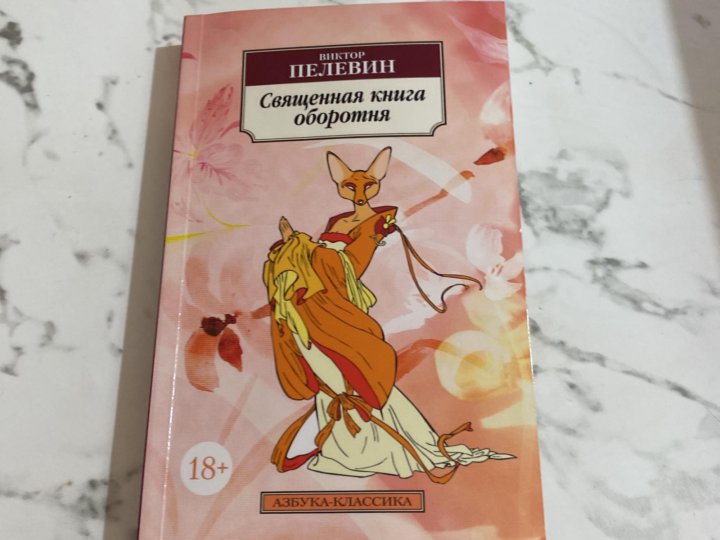 ВИКТОР
ПЕЛЕВИН
Священная книга
оборотня
18+
АЗБУКА-КЛАССИКА